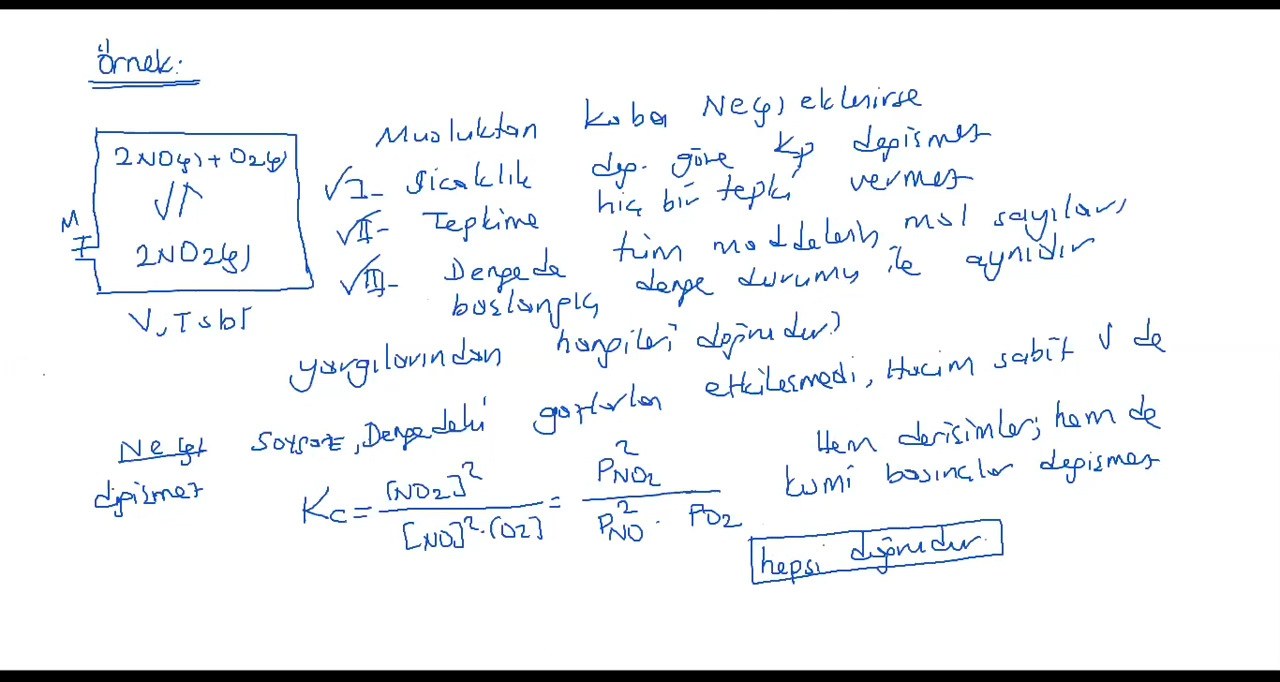 Örnek:
2NO(g) + O2(g)
M
2NO2(g)
V, T sbt
Musluktan kaba Ne(g) eklenirse
I- Sıcaklık değ. göre Kp değişmez
II- Tepkime hiç bir tepki vermez
III- Dengede tüm maddelerin mol sayıları
başlangıç denge durumu ile aynıdır
yargılarından hangileri doğrudur?
Ne(g) soygaz, Dengedeki gazlarla etkileşmedi, Hacim sabit V de
değişmez
Hem derişimler; hem de
kısmi basınçlar değişmez
Kc = [NO2]² / [NO]²·[O2] = P²NO2 / P²NO · PO2
hepsi doğrudur.